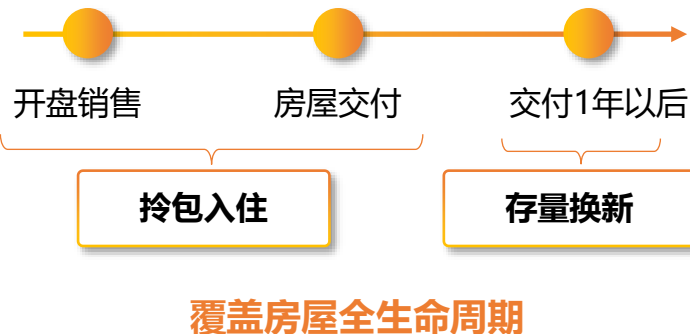 开盘销售
房屋交付
交付1年以后
拎包入住
存量换新
覆盖房屋全生命周期